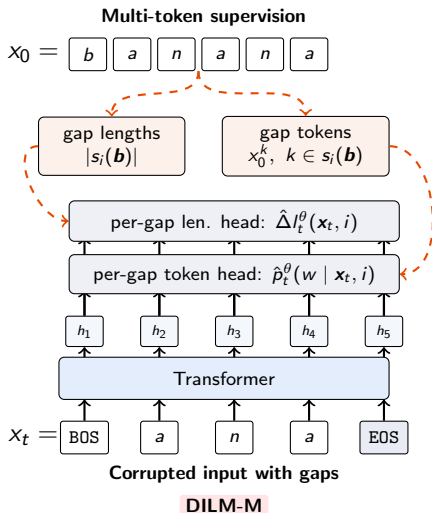 Multi-token supervision
x₀ = b a n a n a
gap lengths
|sᵢ(𝒃)|
gap tokens
x₀ᵏ, k ∈ sᵢ(𝒃)
per-gap len. head: Δ̂lₜᶿ(𝒙ₜ, i)
per-gap token head: p̂ₜᶿ(w | 𝒙ₜ, i)
h₁ h₂ h₃ h₄ h₅
Transformer
xₜ = BOS a n a EOS
Corrupted input with gaps
DILM-M